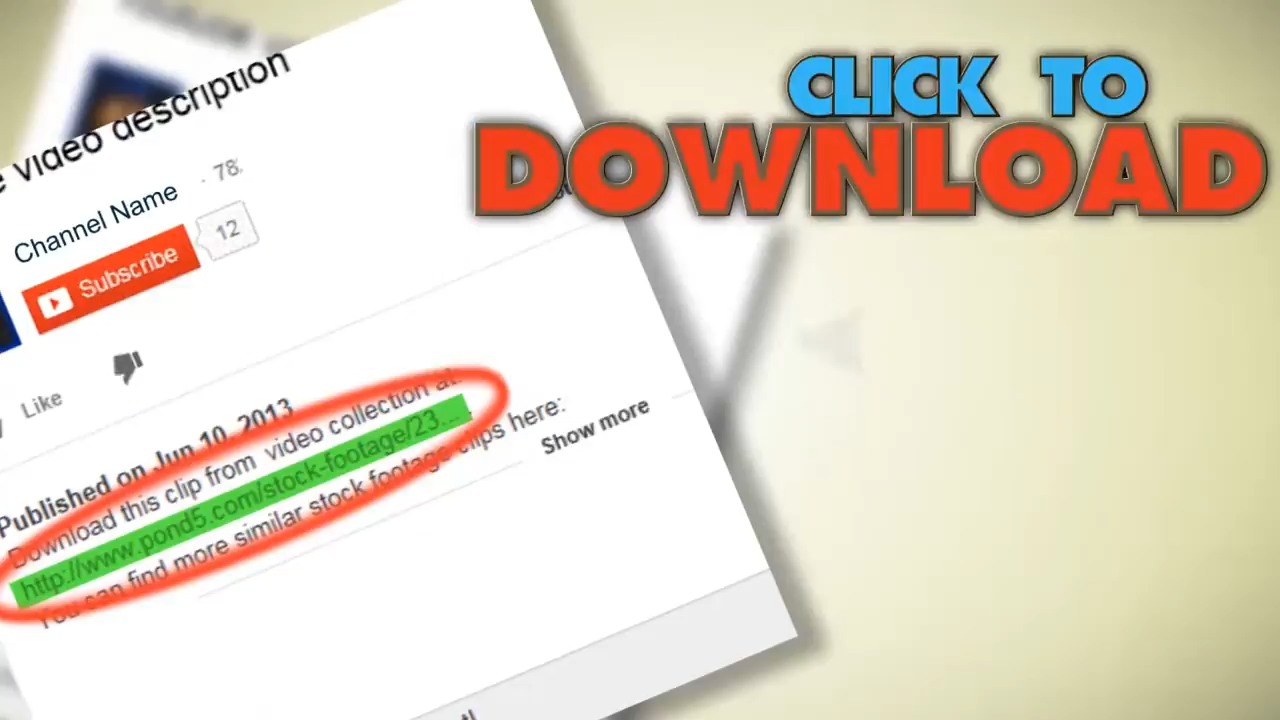 CLICK TO
DOWNLOAD
video description
Channel Name
78%
Subscribe
12
Like
Published on Jun 10, 2013
Download this clip from video collection at
http://www.pond5.com/stock-footage/23...
You can find more similar stock footage clips here:
Show more